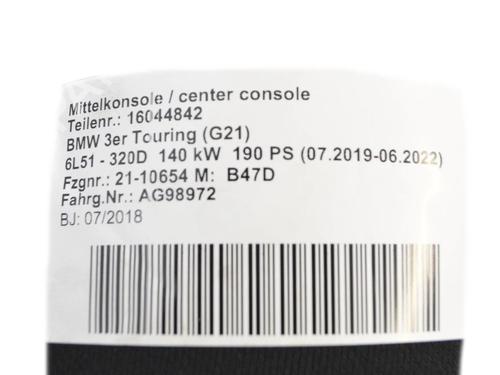 Mittelkonsole / center console
Teilenr.: 16044842
BMW 3er Touring (G21)
6L51 - 320D 140 kW 190 PS (07.2019-06.2022)
Fzgnr.: 21-10654 M: B47D
Fahrg.Nr.: AG98972
BJ: 07/2018